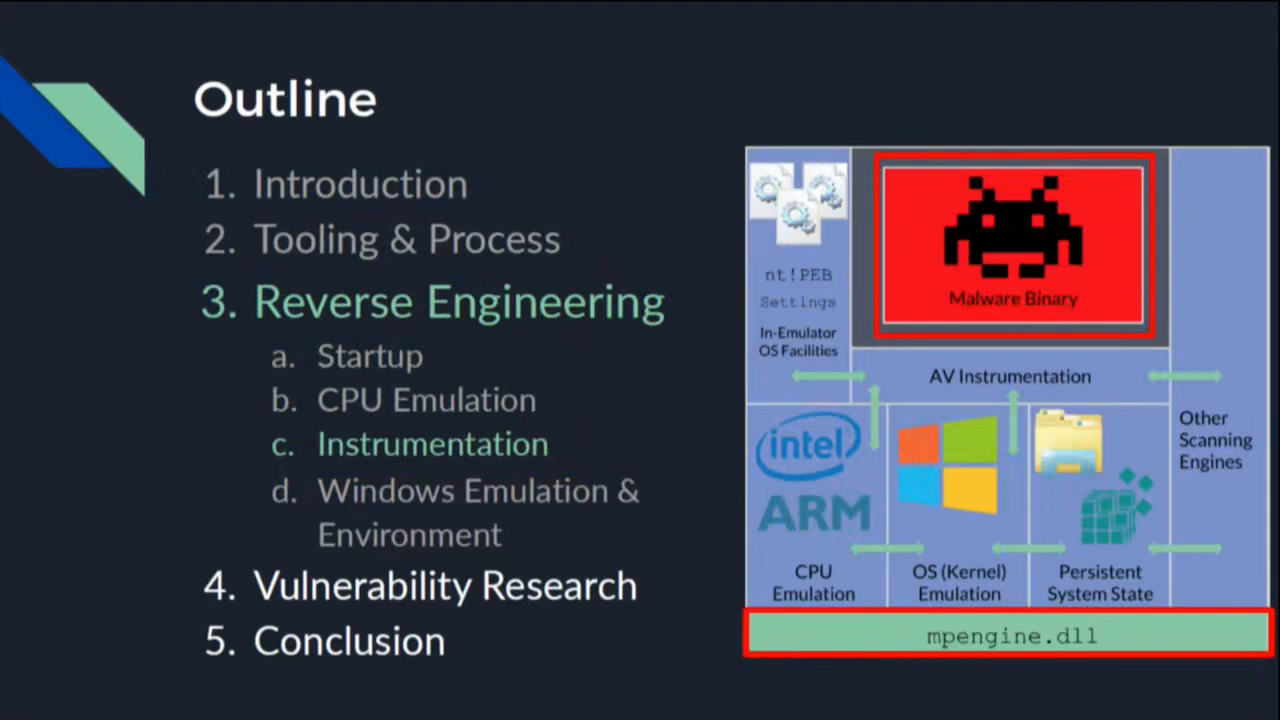 Outline
1. Introduction
2. Tooling & Process
3. Reverse Engineering
a. Startup
b. CPU Emulation
c. Instrumentation
d. Windows Emulation &
Environment
4. Vulnerability Research
5. Conclusion
nt!PEB
Settings
In-Emulator
OS Facilities
Malware Binary
AV Instrumentation
Other
Scanning
Engines
intel
ARM
CPU
Emulation
OS (Kernel)
Emulation
Persistent
System State
mpengine.dll